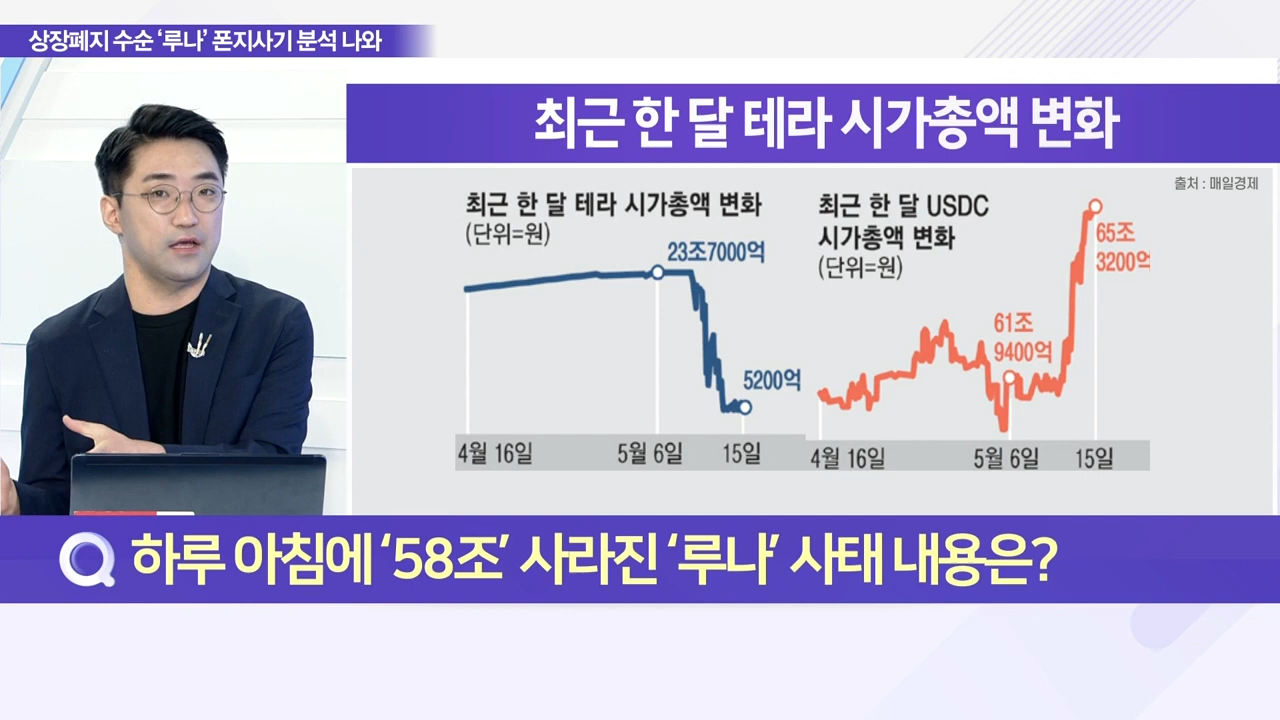 상장폐지 수순 ‘루나’ 폰지사기 분석 나와
최근 한 달 테라 시가총액 변화
출처 : 매일경제
최근 한 달 테라 시가총액 변화
(단위=원)
23조7000억
5200억
4월 16일
5월 6일
15일
최근 한 달 USDC
시가총액 변화
(단위=원)
65조
3200억
61조
9400억
4월 16일
5월 6일
15일
하루 아침에 ‘58조’ 사라진 ‘루나’ 사태 내용은?